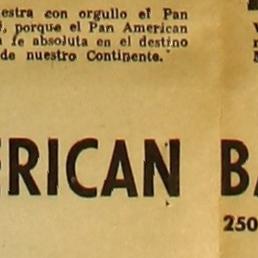 estra con orgullo el Pan
, porque el Pan American
fe absoluta en el destino
de nuestro Continente.
ERICAN BA
250